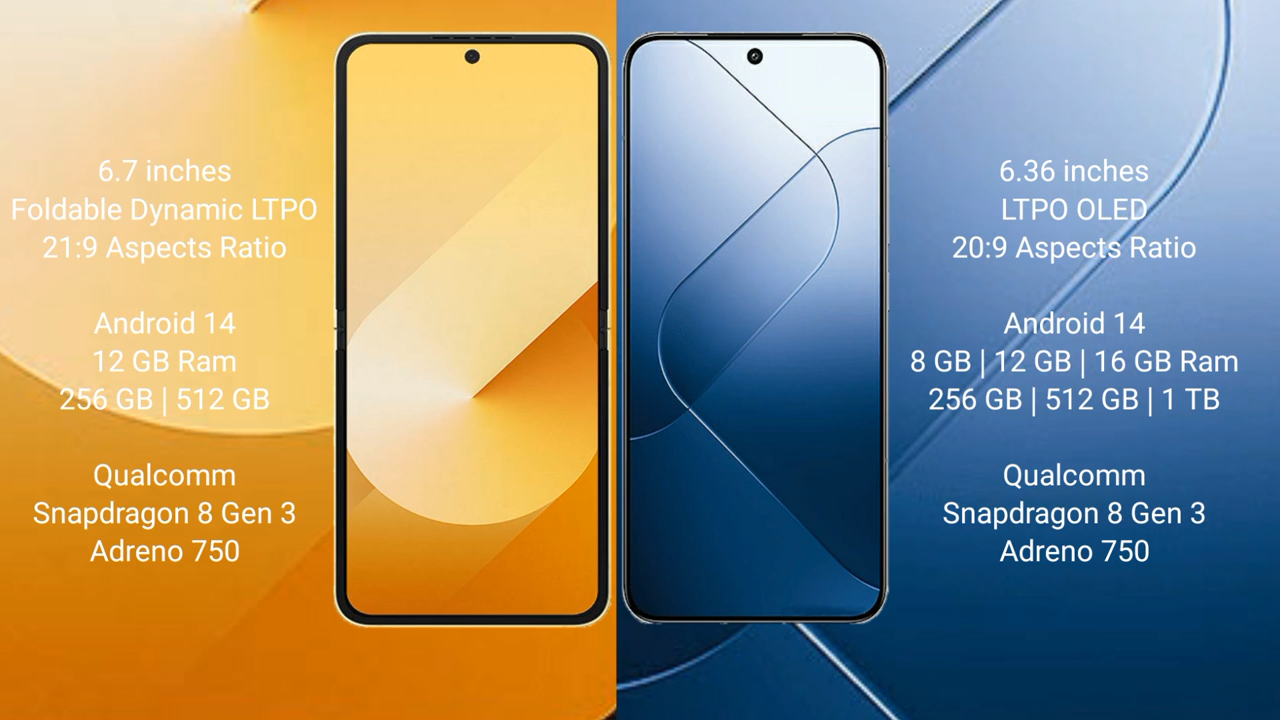 6.7 inches
Foldable Dynamic LTPO
21:9 Aspects Ratio
Android 14
12 GB Ram
256 GB | 512 GB
Qualcomm
Snapdragon 8 Gen 3
Adreno 750
6.36 inches
LTPO OLED
20:9 Aspects Ratio
Android 14
8 GB | 12 GB | 16 GB Ram
256 GB | 512 GB | 1 TB
Qualcomm
Snapdragon 8 Gen 3
Adreno 750